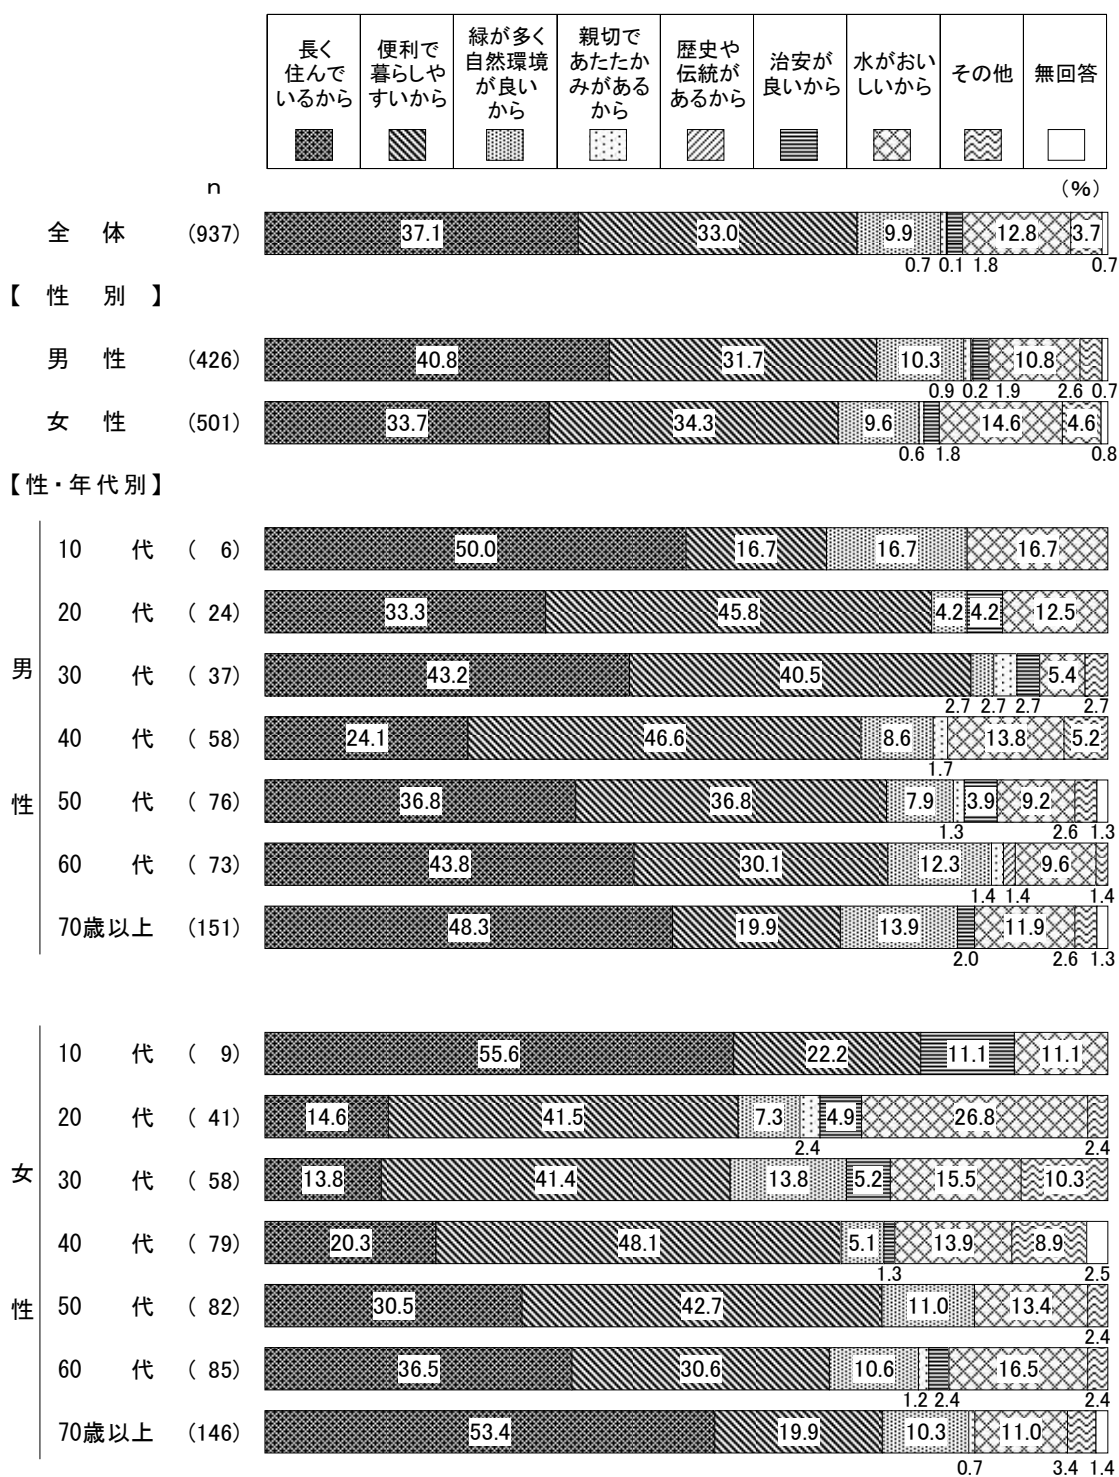 長く
住んで
いるから
便利で
暮らしや
すいから
緑が多く
自然環境
が良い
から
親切で
あたたか
みがある
から
歴史や
伝統が
あるから
治安が
良いから
水がおい
しいから
その他
無回答
n
(%)
全 体 (937) 37.1 33.0 9.9 12.8 3.7
0.7 0.1 1.8 0.7
【 性 別 】
男 性 (426) 40.8 31.7 10.3 10.8
0.9 0.2 1.9 2.6 0.7
女 性 (501) 33.7 34.3 9.6 14.6 4.6
0.6 1.8 0.8
【性・年代別】
男性
10 代 ( 6) 50.0 16.7 16.7 16.7
20 代 ( 24) 33.3 45.8 4.2 4.2 12.5
30 代 ( 37) 43.2 40.5 5.4
2.7 2.7 2.7 2.7
40 代 ( 58) 24.1 46.6 8.6 13.8 5.2
1.7
50 代 ( 76) 36.8 36.8 7.9 3.9 9.2
1.3 2.6 1.3
60 代 ( 73) 43.8 30.1 12.3 9.6
1.4 1.4 1.4
70歳以上 (151) 48.3 19.9 13.9 11.9
2.0 2.6 1.3
女性
10 代 ( 9) 55.6 22.2 11.1 11.1
20 代 ( 41) 14.6 41.5 7.3 4.9 26.8
2.4 2.4
30 代 ( 58) 13.8 41.4 13.8 5.2 15.5 10.3
40 代 ( 79) 20.3 48.1 5.1 13.9 8.9
1.3 2.5
50 代 ( 82) 30.5 42.7 11.0 13.4
2.4
60 代 ( 85) 36.5 30.6 10.6 16.5
1.2 2.4 2.4
70歳以上 (146) 53.4 19.9 10.3 11.0
0.7 3.4 1.4